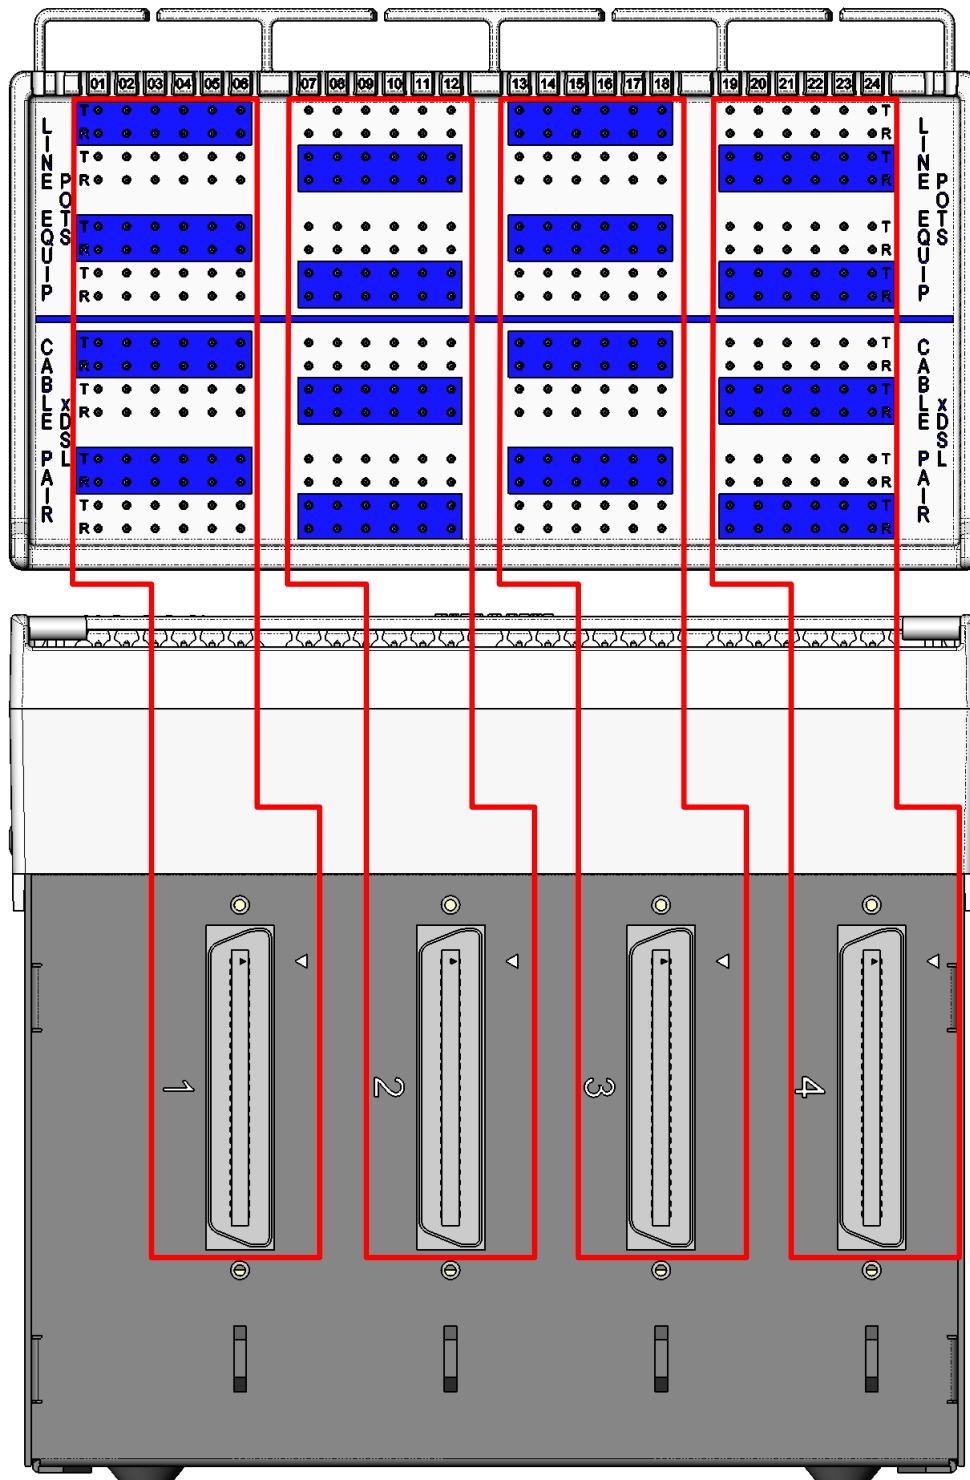 01 02 03 04 05 06 07 08 09 10 11 12 13 14 15 16 17 18 19 20 21 22 23 24
T T
R R
T T
R R
T T
R R
T T
R R
LINE EQUIP
POTS
LINE EQUIP
POTS
T T
R R
T T
R R
T T
R R
T T
R R
CABLE PAIR
xDSL
CABLE PAIR
xDSL
1 2 3 4